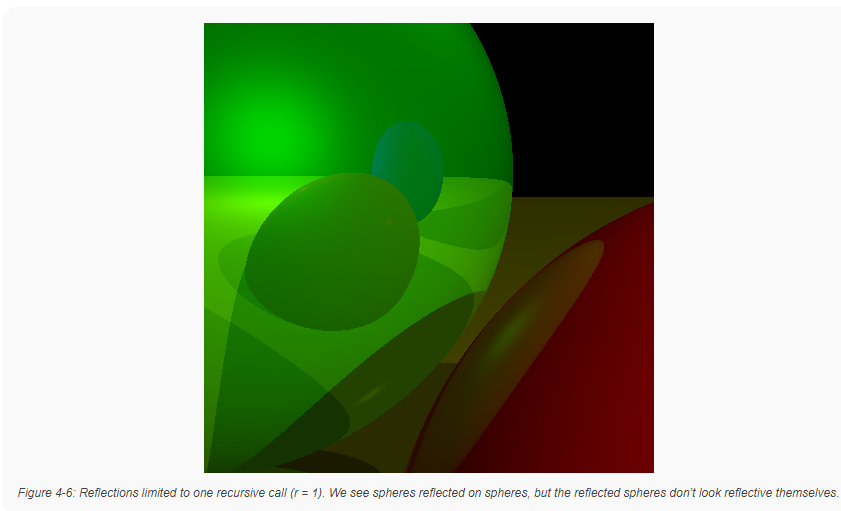 Figure 4-6: Reflections limited to one recursive call (r = 1). We see spheres reflected on spheres, but the reflected spheres don't look reflective themselves.